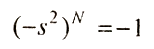 (-s²)ᴺ = -1